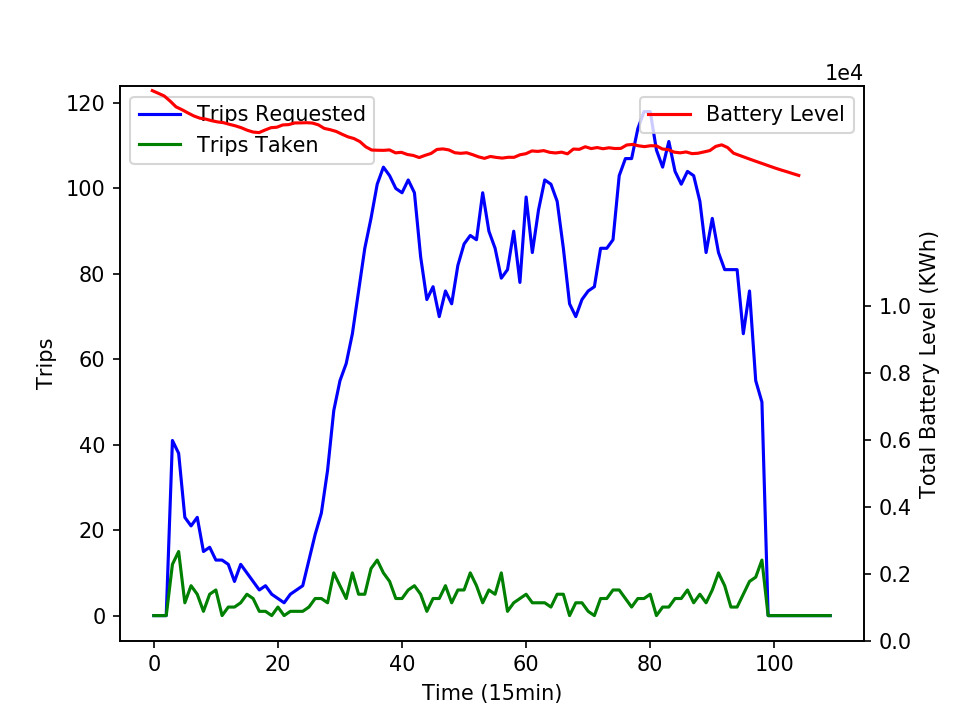 1e4
120
100
80
60
40
20
0
Trips
Trips Requested
Trips Taken
Battery Level
1.0
0.8
0.6
0.4
0.2
0.0
Total Battery Level (KWh)
0 20 40 60 80 100
Time (15min)